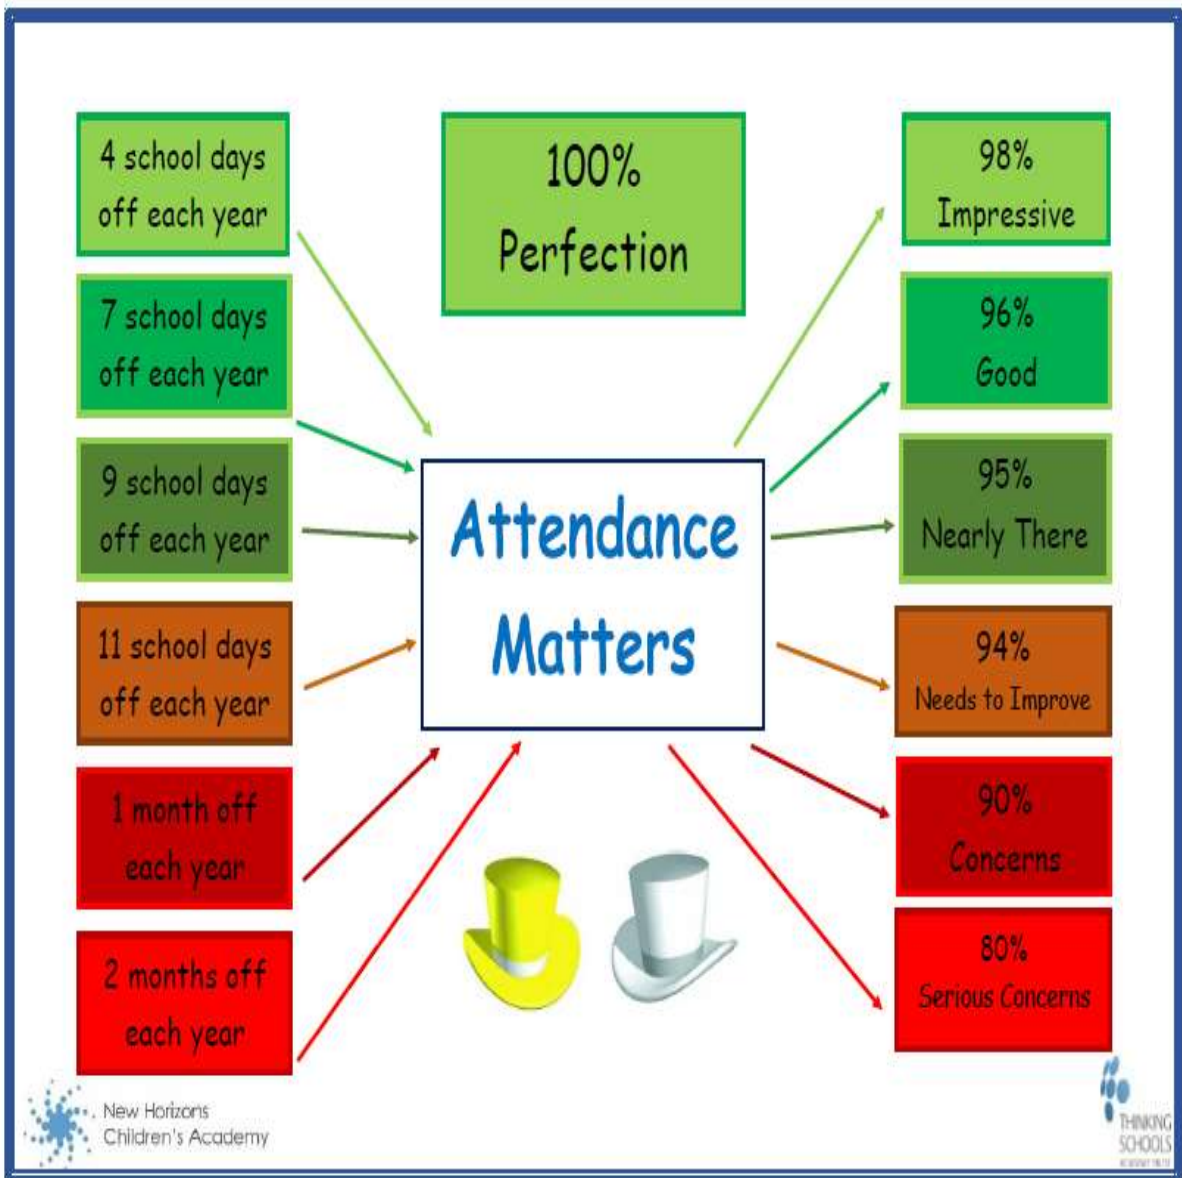 4 school days
off each year
7 school days
off each year
9 school days
off each year
11 school days
off each year
1 month off
each year
2 months off
each year
100%
Perfection
Attendance
Matters
98%
Impressive
96%
Good
95%
Nearly There
94%
Needs to Improve
90%
Concerns
80%
Serious Concerns
New Horizons
Children's Academy
THINKING
SCHOOLS
ACADEMY TRUST